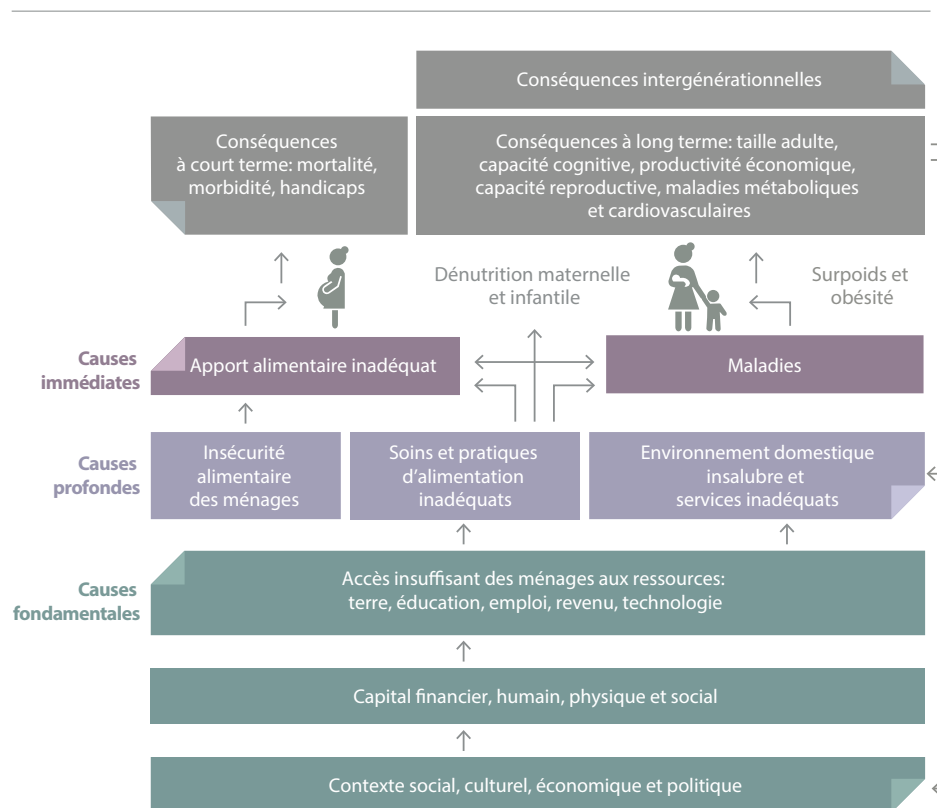 Conséquences intergénérationnelles
Conséquences
à court terme: mortalité,
morbidité, handicaps
Conséquences à long terme: taille adulte,
capacité cognitive, productivité économique,
capacité reproductive, maladies métaboliques
et cardiovasculaires
Dénutrition maternelle
et infantile
Surpoids et
obésité
Causes
immédiates
Apport alimentaire inadéquat
Maladies
Causes
profondes
Insécurité
alimentaire
des ménages
Soins et pratiques
d'alimentation
inadéquats
Environnement domestique
insalubre et
services inadéquats
Causes
fondamentales
Accès insuffisant des ménages aux ressources:
terre, éducation, emploi, revenu, technologie
Capital financier, humain, physique et social
Contexte social, culturel, économique et politique